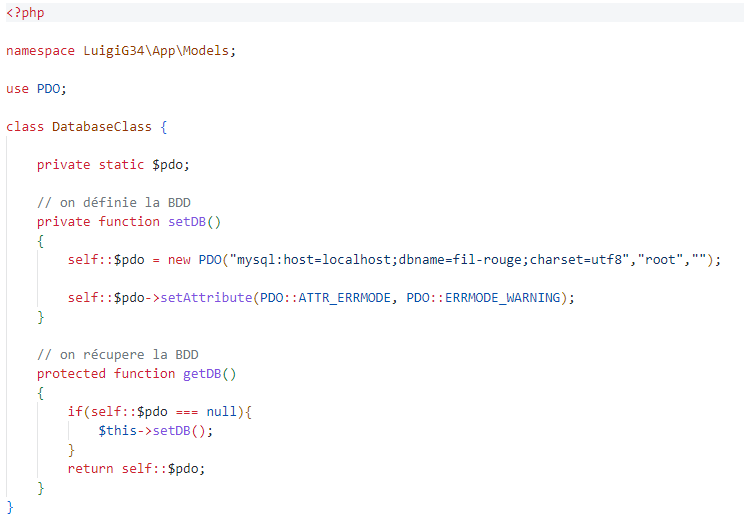 <?php
namespace LuigiG34\App\Models;
use PDO;
class DatabaseClass {
private static $pdo;
// on définie la BDD
private function setDB()
{
self::$pdo = new PDO("mysql:host=localhost;dbname=fil-rouge;charset=utf8","root","");
self::$pdo->setAttribute(PDO::ATTR_ERRMODE, PDO::ERRMODE_WARNING);
}
// on récupere la BDD
protected function getDB()
{
if(self::$pdo === null){
$this->setDB();
}
return self::$pdo;
}
}